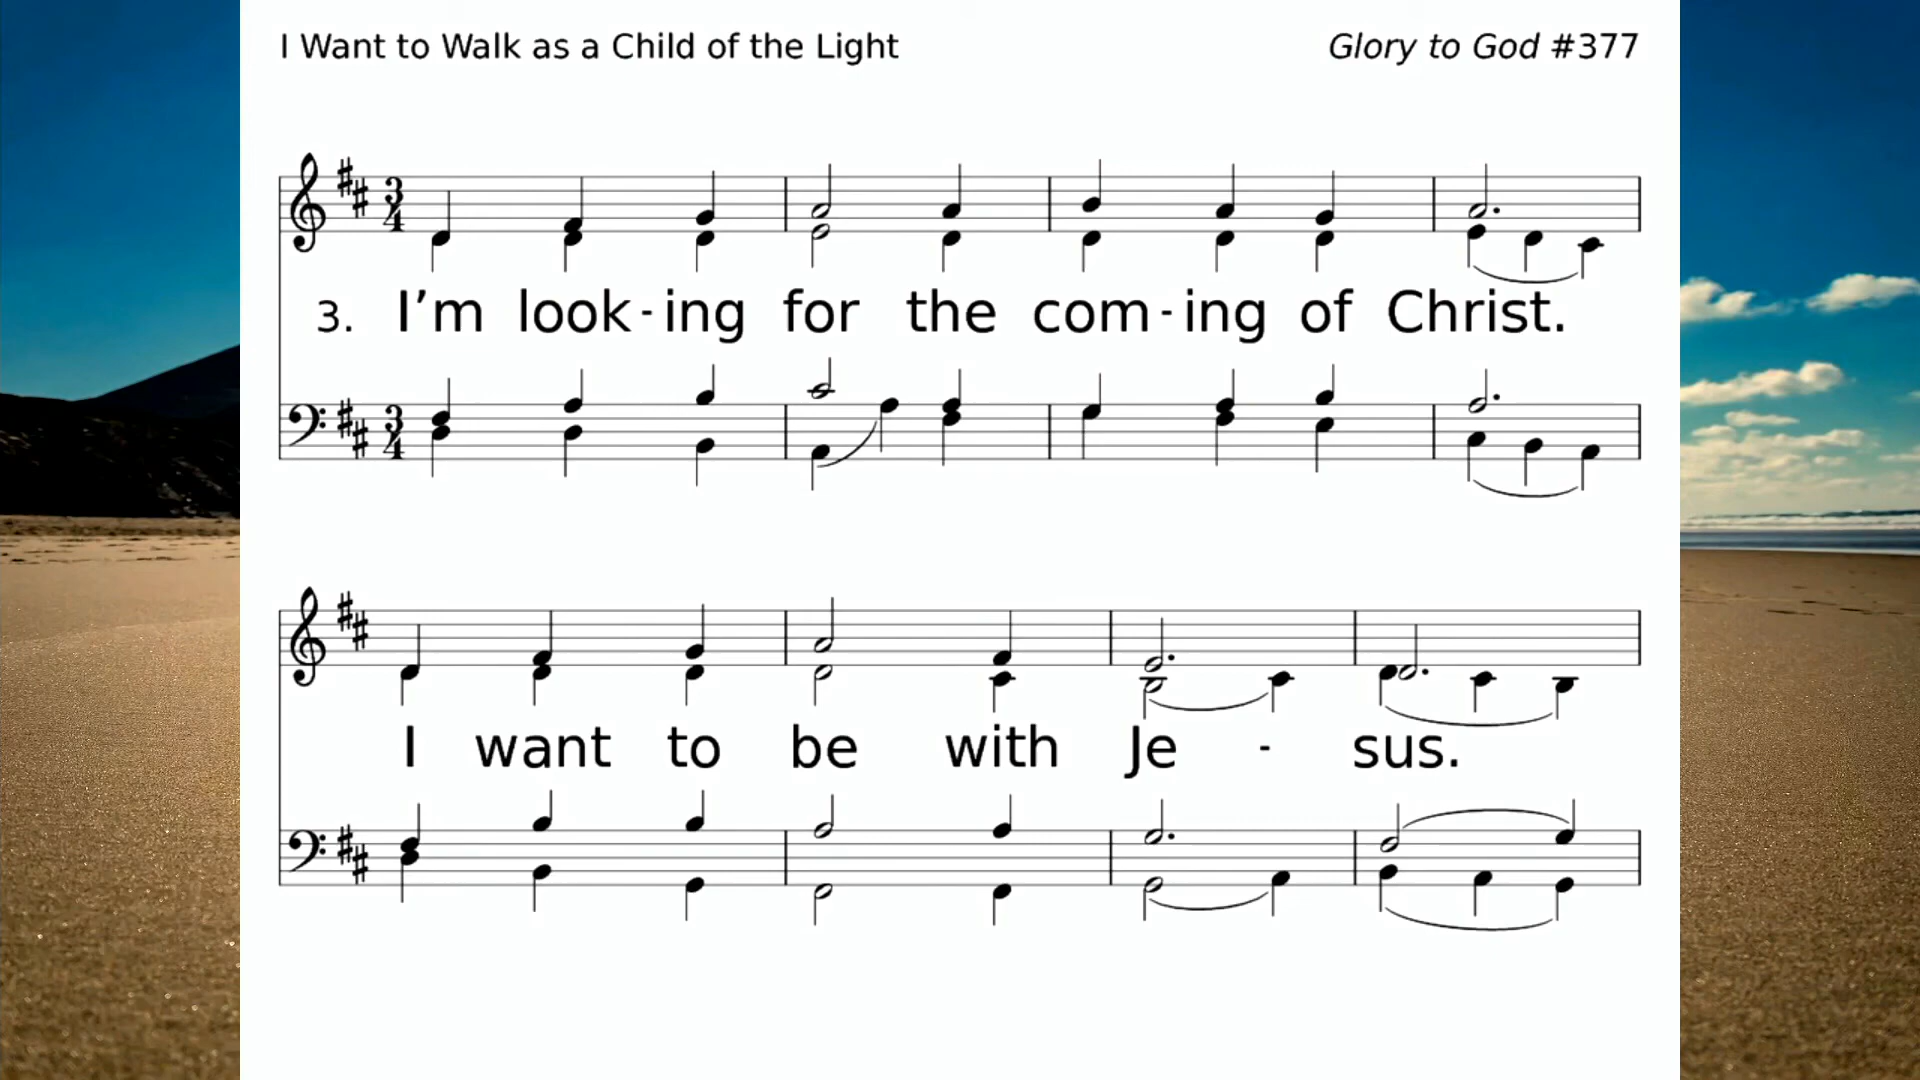 I Want to Walk as a Child of the Light
Glory to God #377
3. I’m look-ing for the com-ing of Christ.
I want to be with Je - sus.